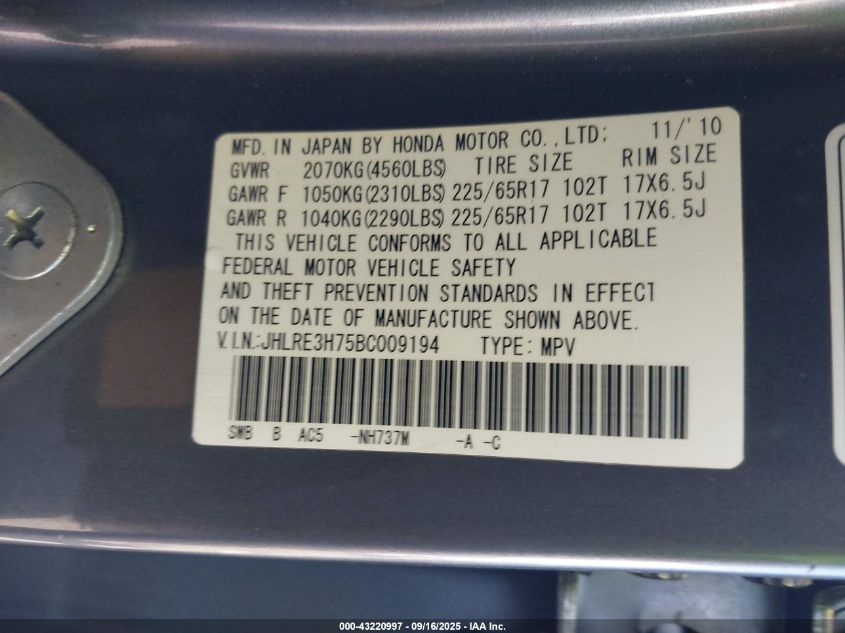 MFD. IN JAPAN BY HONDA MOTOR CO., LTD: 11/'10
GVWR 2070KG(4560LBS) TIRE SIZE RIM SIZE
GAWR F 1050KG(2310LBS) 225/65R17 102T 17X6.5J
GAWR R 1040KG(2290LBS) 225/65R17 102T 17X6.5J
THIS VEHICLE CONFORMS TO ALL APPLICABLE
FEDERAL MOTOR VEHICLE SAFETY
AND THEFT PREVENTION STANDARDS IN EFFECT
ON THE DATE OF MANUFACTURE SHOWN ABOVE.
V.I.N.:JHLRE3H75BC009194 TYPE: MPV
SWB B AC5 -NH737M -A -C
000-43220997 - 09/16/2025 - IAA Inc.